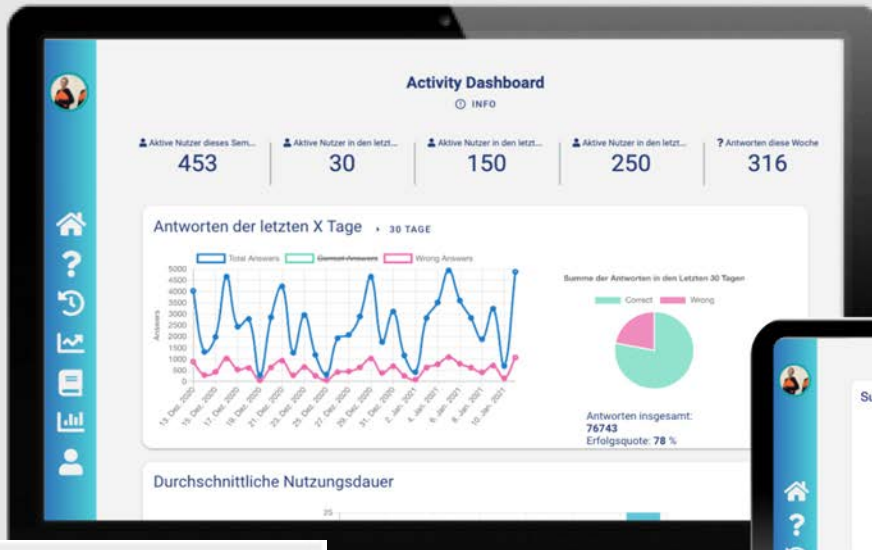 Activity Dashboard
INFO
Aktive Nutzer dieses Sem...
453
Aktive Nutzer in den letzt...
30
Aktive Nutzer in den letzt...
150
Aktive Nutzer in den letzt...
250
? Antworten diese Woche
316
Antworten der letzten X Tage
30 TAGE
Total Answers
Correct Answers
Wrong Answers
5000
4500
4000
3500
3000
2500
2000
1500
1000
500
0
Answers
13. Dez. 2020
15. Dez. 2020
17. Dez. 2020
19. Dez. 2020
21. Dez. 2020
23. Dez. 2020
25. Dez. 2020
27. Dez. 2020
29. Dez. 2020
31. Dez. 2020
2. Jan. 2021
4. Jan. 2021
6. Jan. 2021
8. Jan. 2021
10. Jan. 2021
Summe der Antworten in den Letzten 30 Tagen
Correct
Wrong
Antworten insgesamt:
76743
Erfolgsquote: 78 %
Durchschnittliche Nutzungsdauer
25